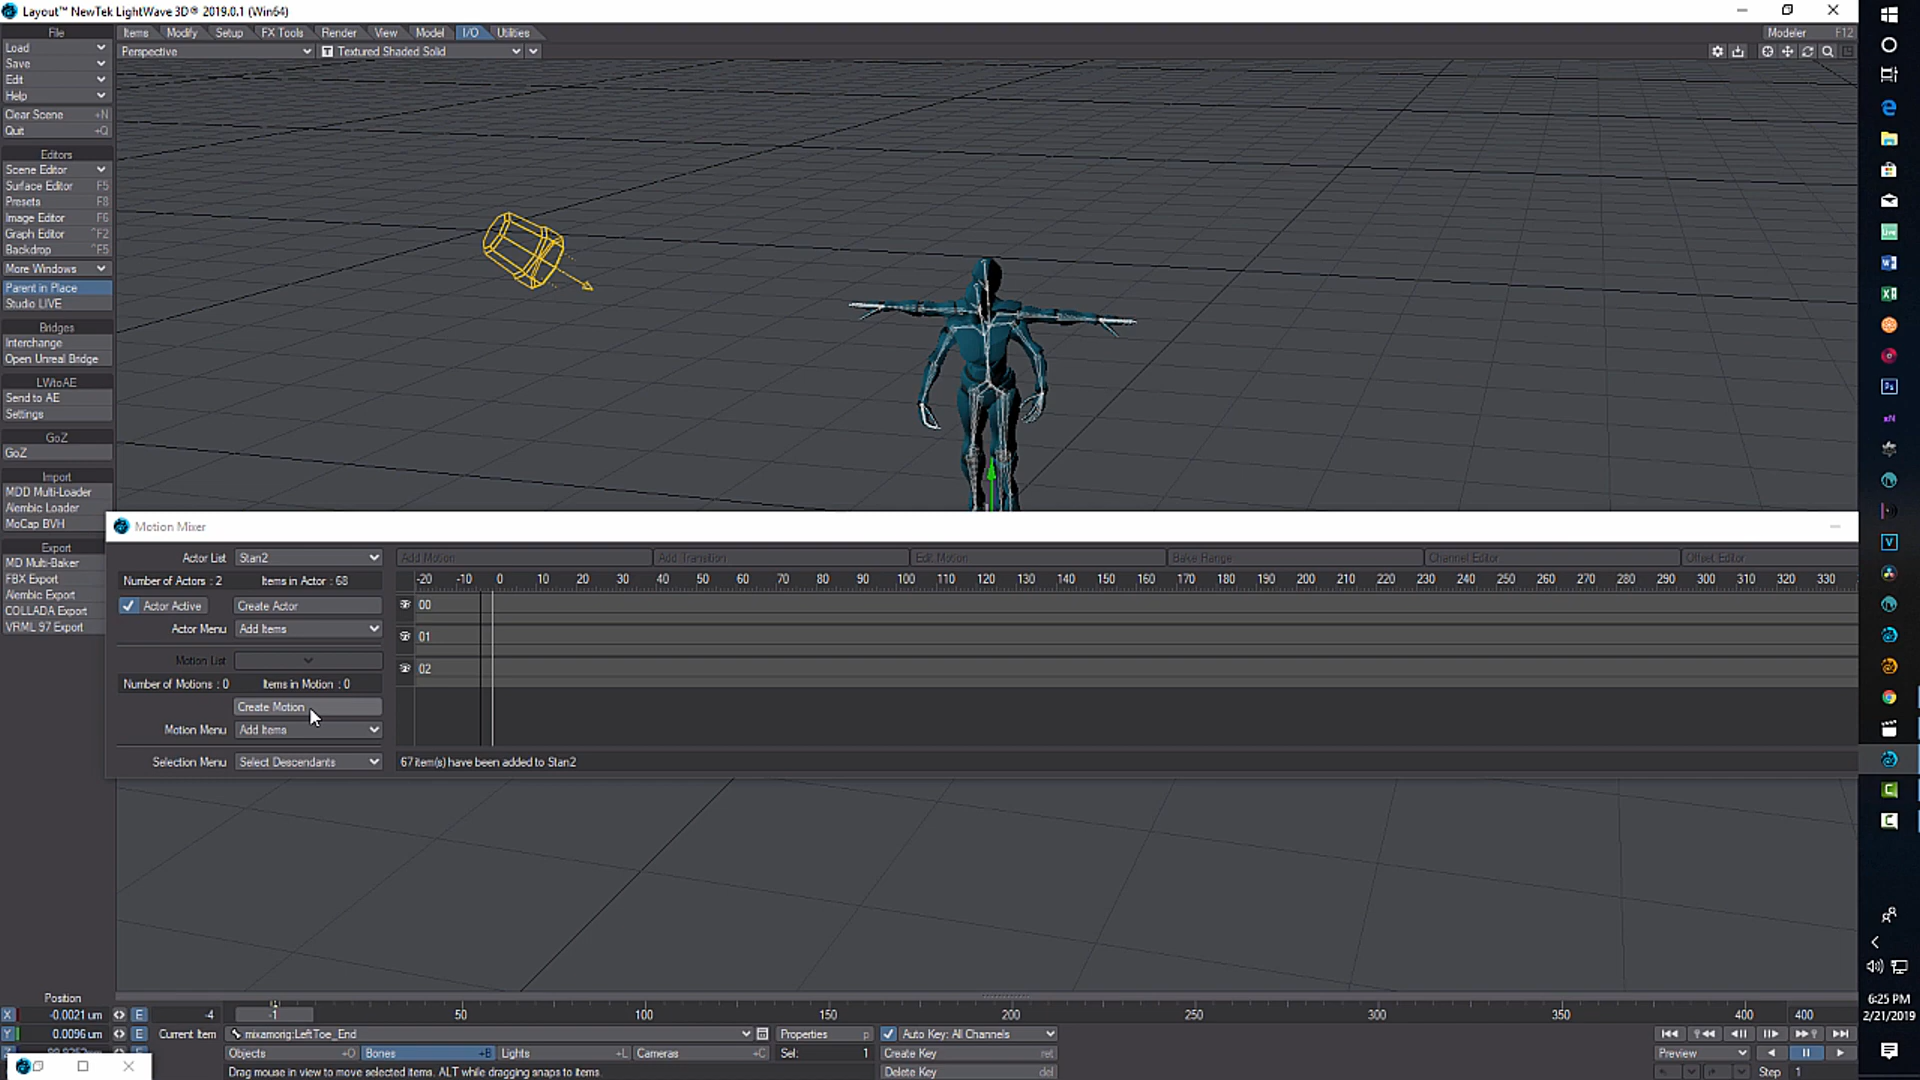 Layout™ NewTek LightWave 3D® 2019.0.1 (Win64)
File Items Modify Setup FX Tools Render View Model I/O Utilities Modeler F12
Load
Perspective Textured Shaded Solid
Save
Edit
Help
Clear Scene +N
Quit +Q
Editors
Scene Editor
Surface Editor F5
Presets F8
Image Editor F6
Graph Editor ^F2
Backdrop ^F5
More Windows
Parent in Place
Studio LIVE
Bridges
Interchange
Open Unreal Bridge
LWtoAE
Send to AE
Settings
GoZ
GoZ
Import
MDD Multi-Loader
Alembic Loader
MoCap BVH
Export
MD Multi-Baker
FBX Export
Alembic Export
COLLADA Export
VRML 97 Export
Motion Mixer
Actor List Stan2 Add Motion Add Transition Edit Motion Bake Range Channel Editor Offset Editor
Number of Actors : 2 Items in Actor : 68
-20 -10 0 10 20 30 40 50 60 70 80 90 100 110 120 130 140 150 160 170 180 190 200 210 220 230 240 250 260 270 280 290 300 310 320 330
Actor Active Create Actor 00
Actor Menu Add Items 01
Motion List 02
Number of Motions : 0 Items in Motion : 0
Create Motion
Motion Menu Add Items
Selection Menu Select Descendants 67 item(s) have been added to Stan2
Position
X -0.0021 um E -4 -1 50 100 150 200 250 300 350 400 400
Y 0.0096 um E Current Item mixamorig:LeftToe_End Properties p Auto Key: All Channels
Objects +O Bones +B Lights +L Cameras +C Sel: 1 Create Key ret Preview
Drag mouse in view to move selected items. ALT while dragging snaps to items. Delete Key del Step 1
6:25 PM
2/21/2019